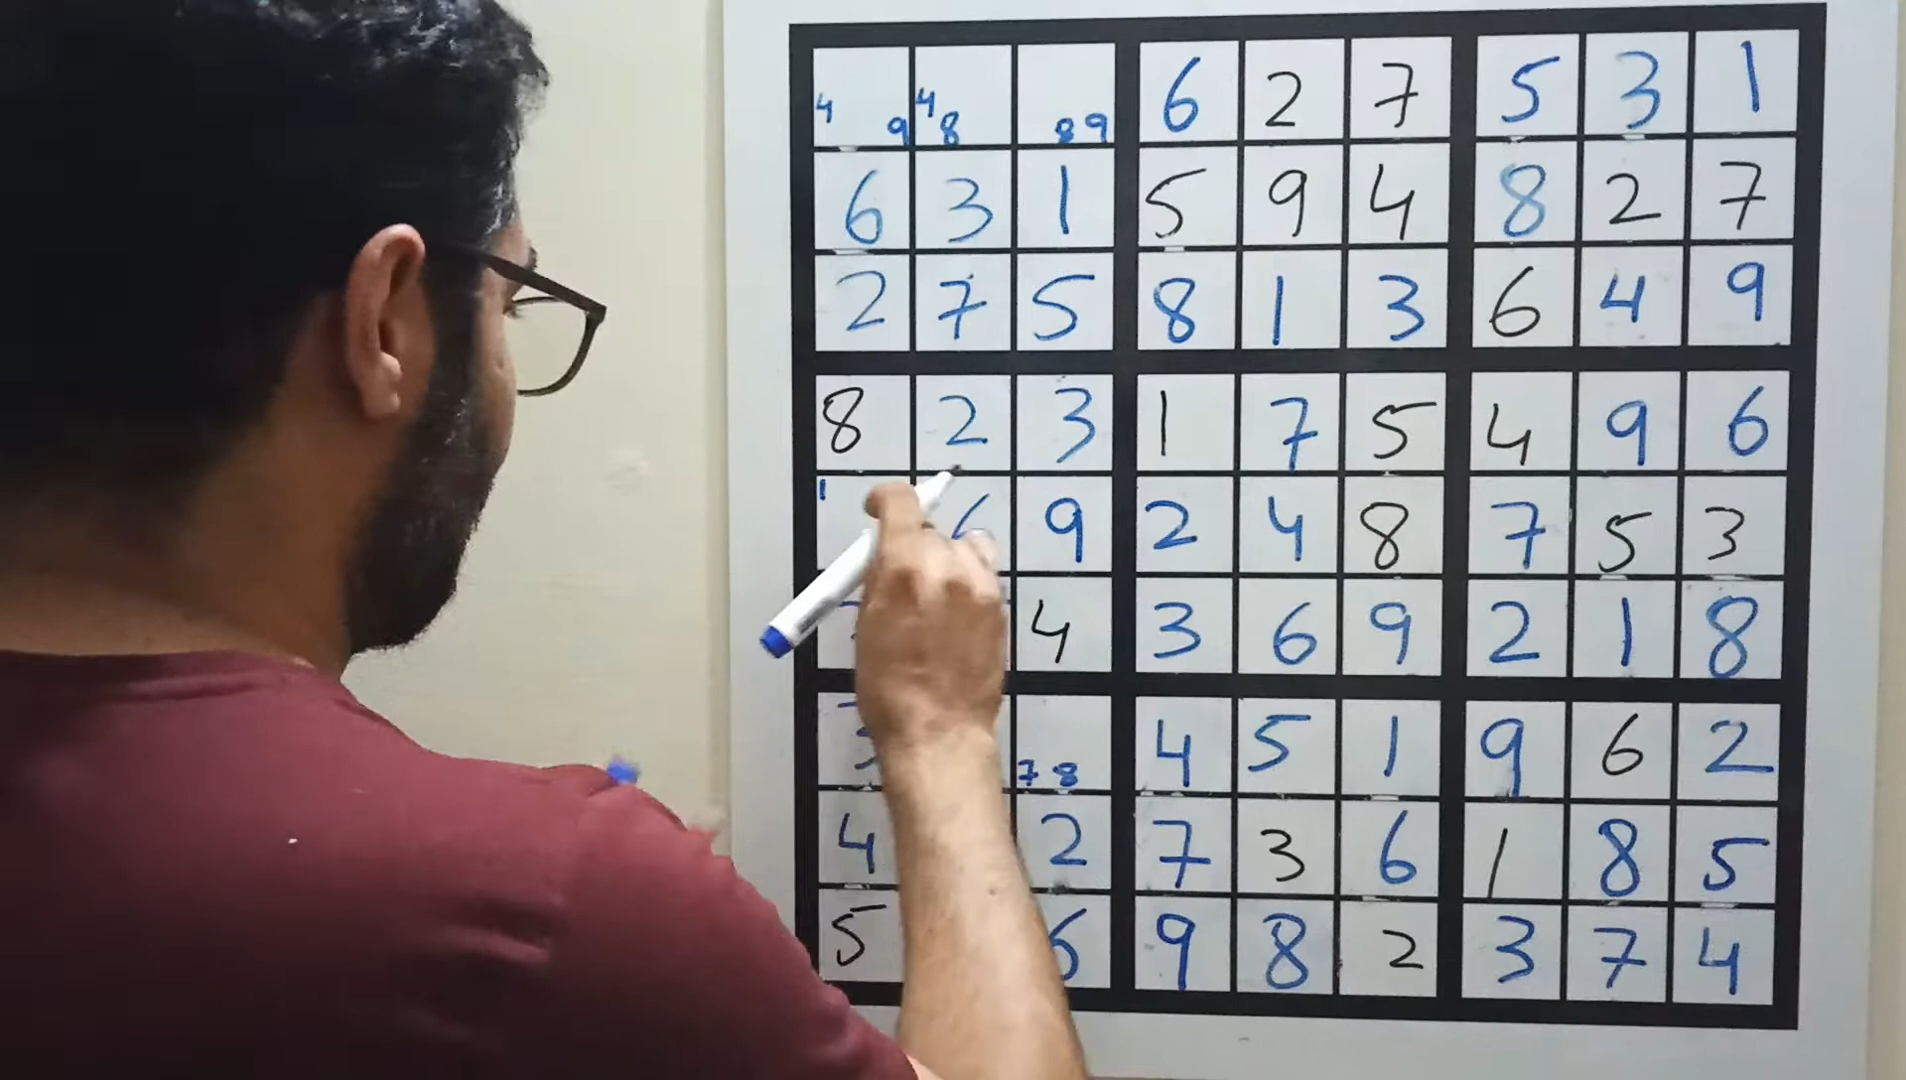 4 9 4 8 8 9 6 2 7 5 3 1
6 3 1 5 9 4 8 2 7
2 7 5 8 1 3 6 4 9
8 2 3 1 7 5 4 9 6
1 6 9 2 4 8 7 5 3
4 3 6 9 2 1 8
3 7 8 4 5 1 9 6 2
4 2 7 3 6 1 8 5
5 6 9 8 2 3 7 4